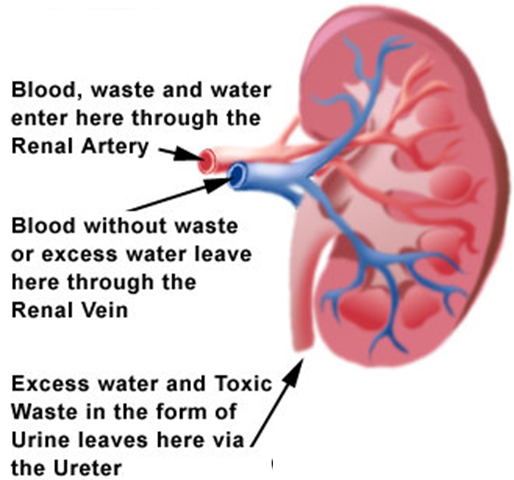 Blood, waste and water
enter here through the
Renal Artery
Blood without waste
or excess water leave
here through the
Renal Vein
Excess water and Toxic
Waste in the form of
Urine leaves here via
the Ureter